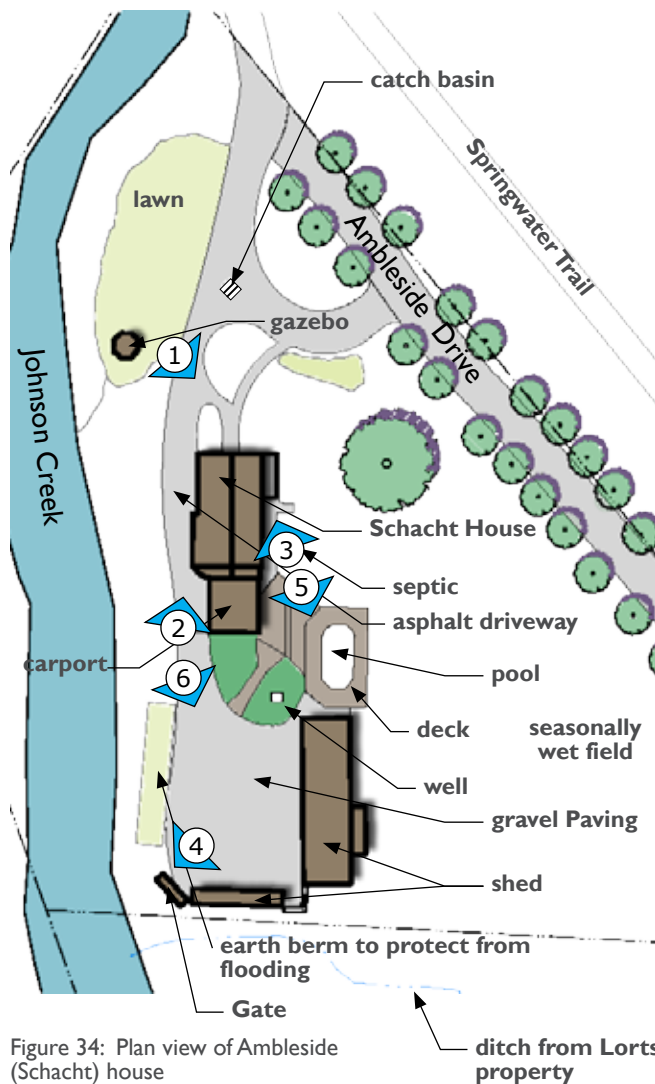 catch basin
Springwater Trail
lawn
Ambleside Drive
gazebo
1
Johnson Creek
Schacht House
3
septic
5
asphalt driveway
2
carport
pool
6
deck
seasonally
wet field
well
gravel Paving
4
shed
earth berm to protect from
flooding
Gate
Figure 34: Plan view of Ambleside
(Schacht) house
ditch from Lorts
property